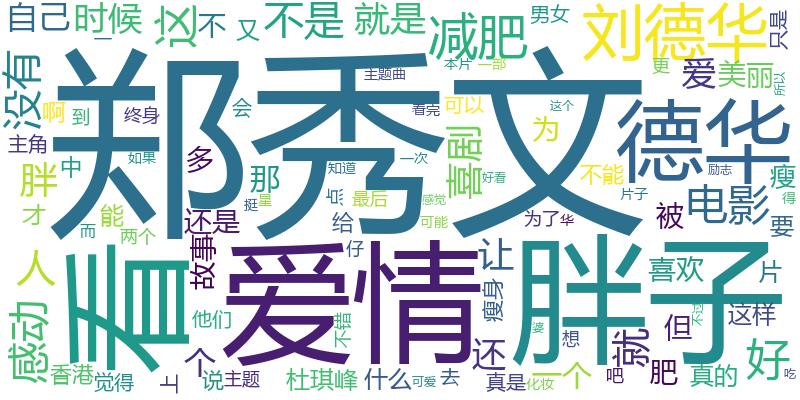 自己
时候
一
这
不
又
不是
就是
减肥
男女
刘德华
只是
没有
郑秀文
主题曲
本片
一部
更
爱
美丽
所以
啊
到
终身
会
看完
可以
这个
德华
主角
中
如果
多
知道
一次
喜剧
为
胖
那
点
好看
励志
不能
瘦
才
能
挺
星
最后
感觉
可能
片子
得
电影
而
两个
还是
给
为了
华
被
要
人
看
故事
爱情
仔
让
胖子
喜欢
片
感动
他们
不错
瘦身
婆
想
就
但
不过
这样
香港
觉得
上
个
说
主题
杜琪峰
什么
可爱
去
还
真是
化妆
一个
吧
肥
真的
好
吃